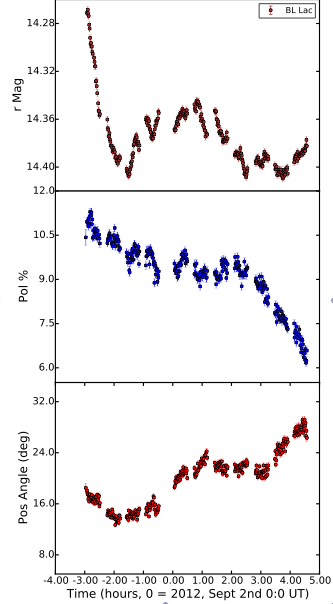 BL Lac
14.28
14.32
14.36
14.40
r Mag
12.0
10.5
9.0
7.5
6.0
Pol %
32.0
24.0
16.0
8.0
Pos Angle (deg)
-4.00 -3.00 -2.00 -1.00 0.00 1.00 2.00 3.00 4.00 5.00
Time (hours, 0 = 2012, Sept 2nd 0:0 UT)